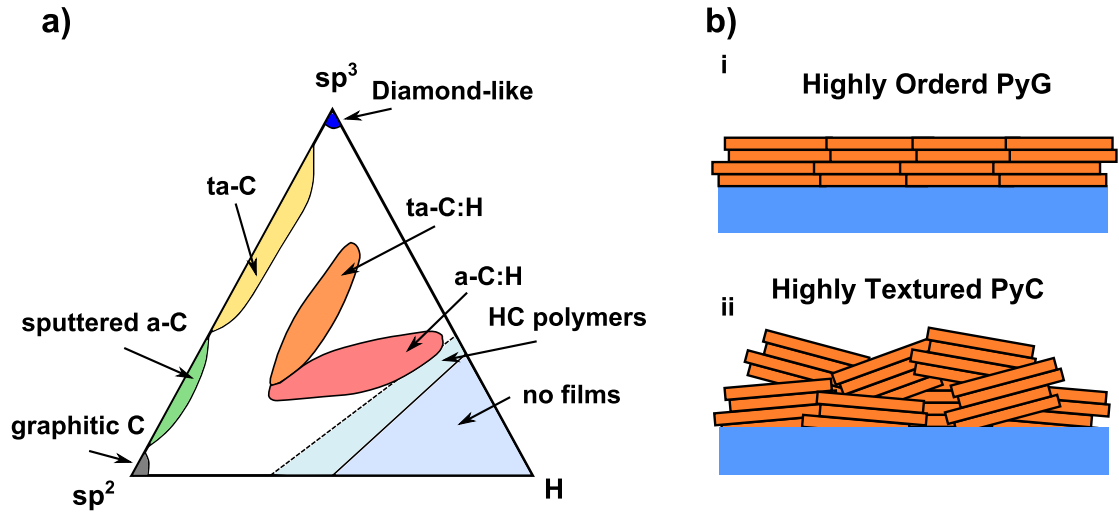 a)
sp³
Diamond-like
ta-C
ta-C:H
a-C:H
HC polymers
sputtered a-C
no films
graphitic C
sp²
H
b)
i
Highly Orderd PyG
ii
Highly Textured PyC